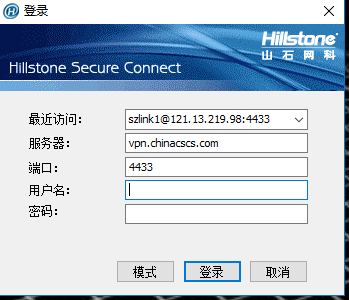 登录
Hillstone
山石网科
Hillstone Secure Connect
最近访问: szlink1@121.13.219.98:4433
服务器: vpn.chinacscs.com
端口: 4433
用户名:
密码:
模式 登录 取消